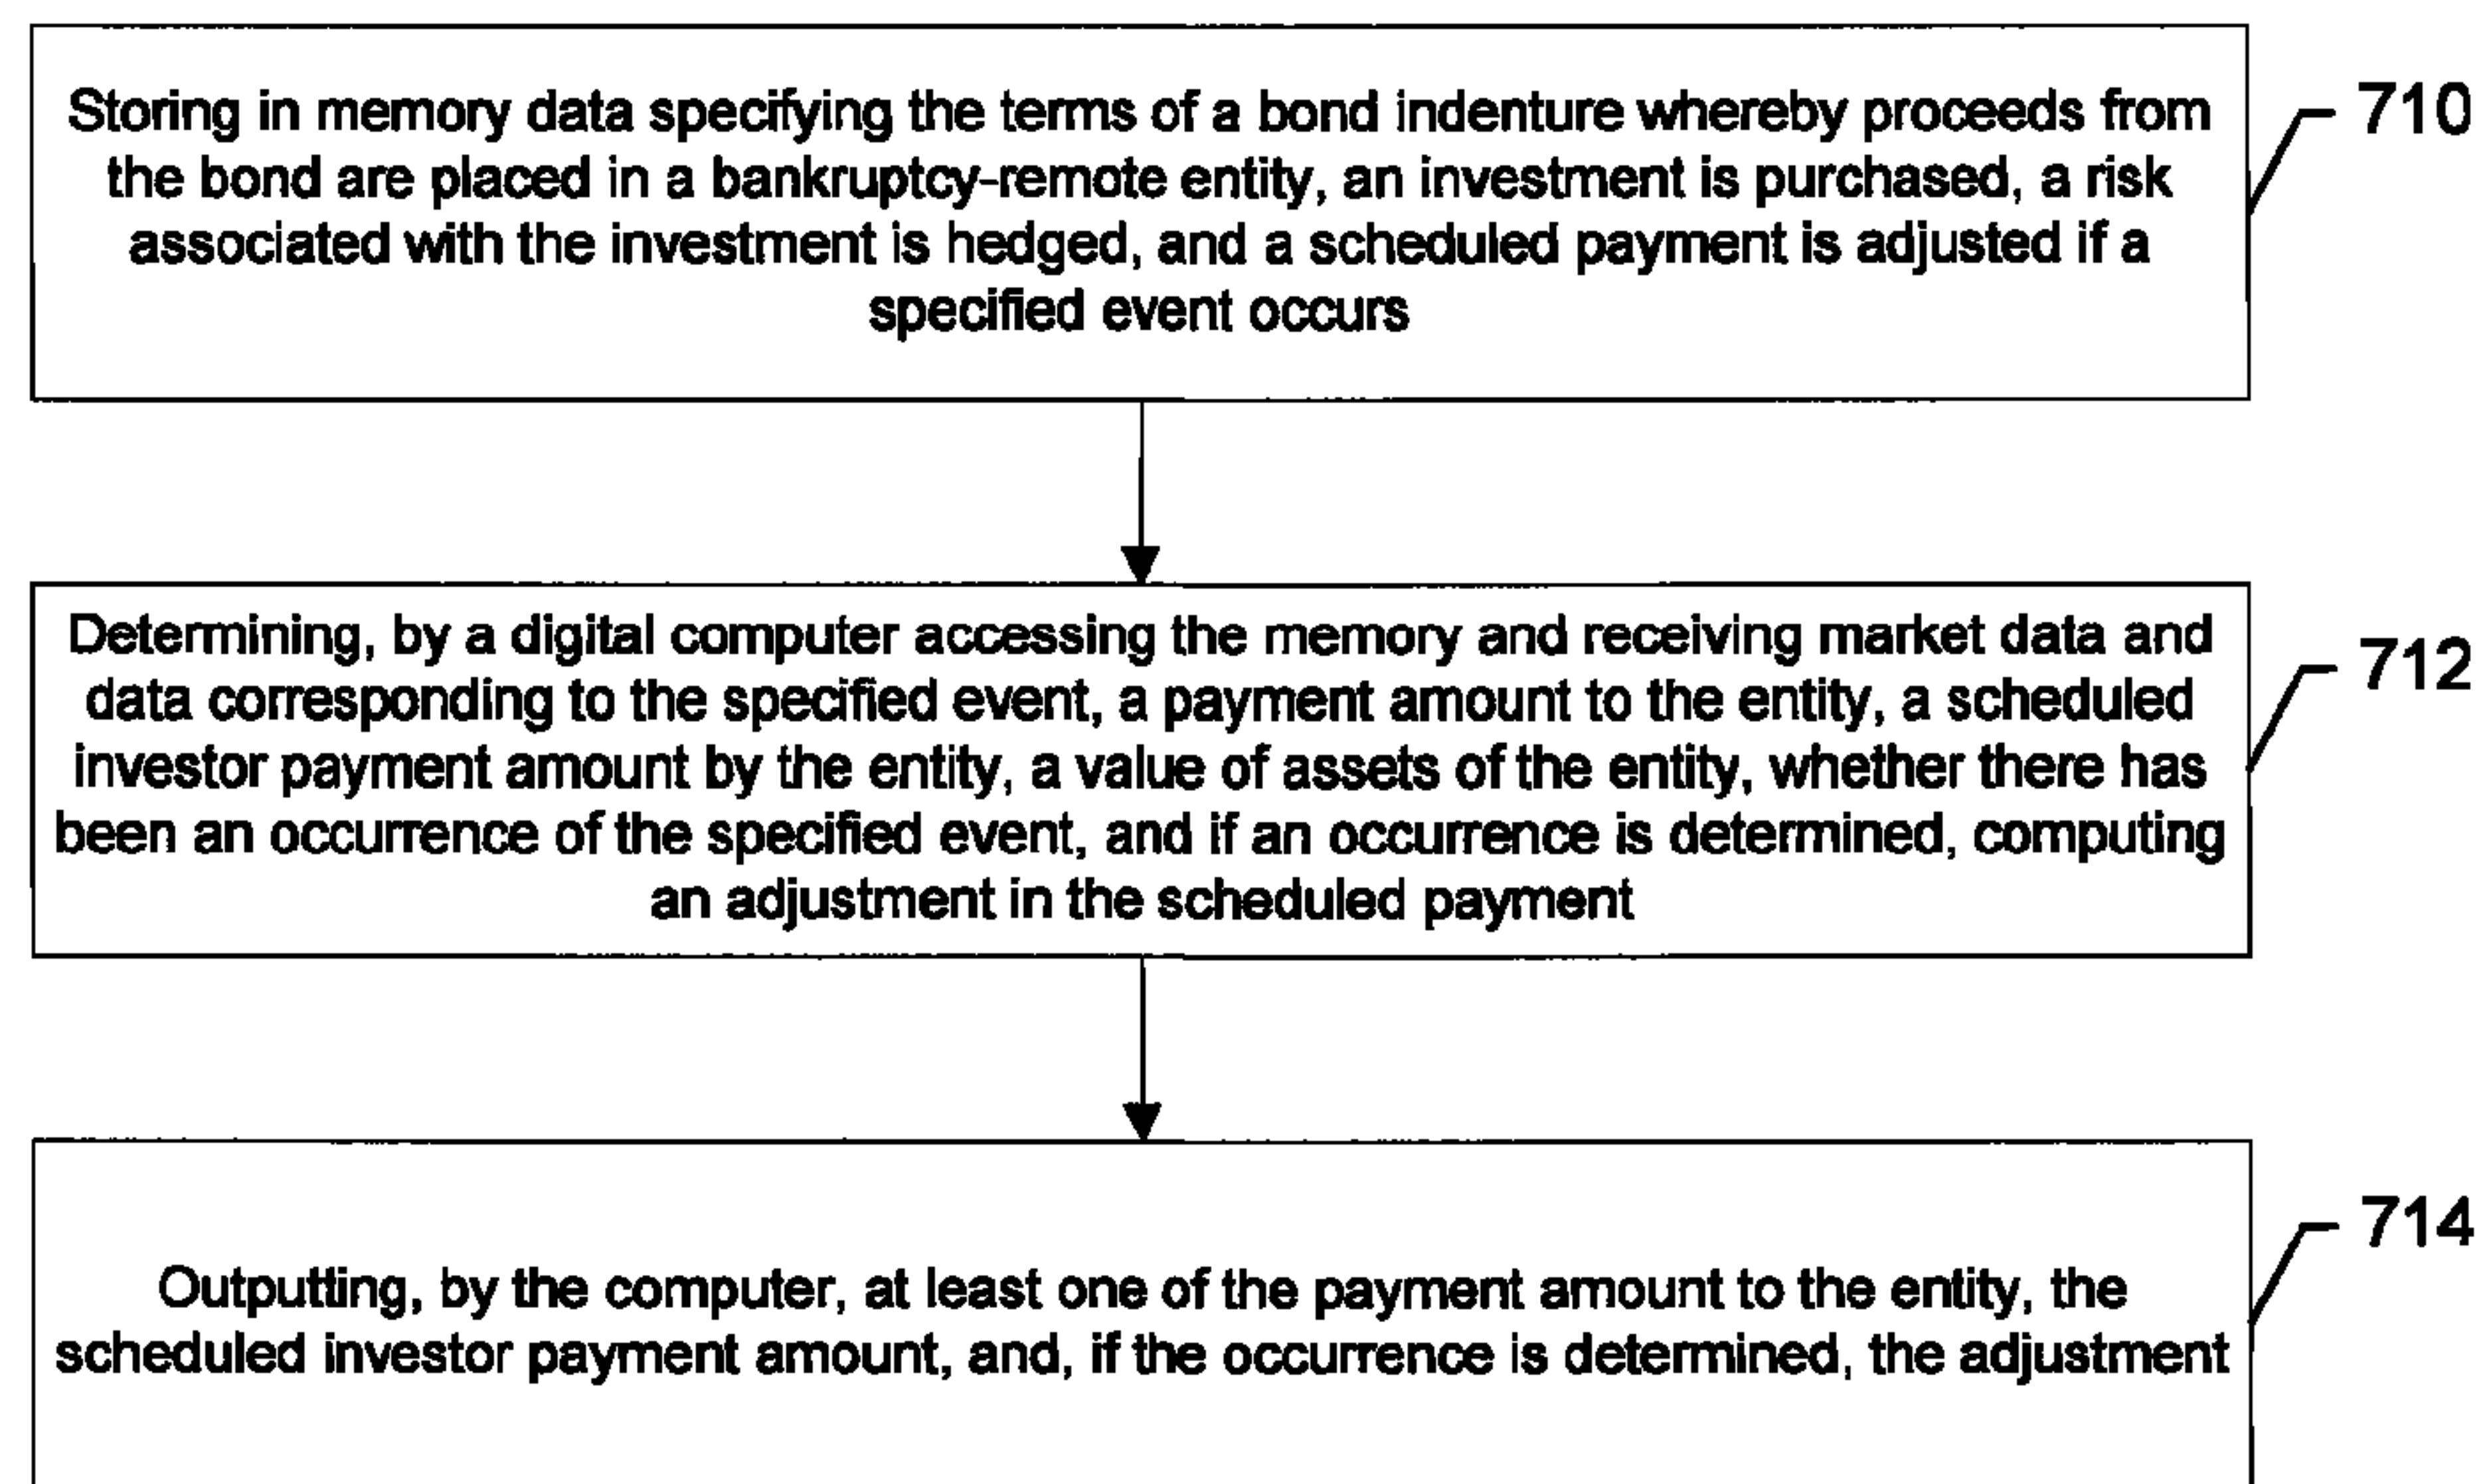 Storing in memory data specifying the terms of a bond indenture whereby proceeds from
the bond are placed in a bankruptcy-remote entity, an investment is purchased, a risk
associated with the investment is hedged, and a scheduled payment is adjusted if a
specified event occurs
710
Determining, by a digital computer accessing the memory and receiving market data and
data corresponding to the specified event, a payment amount to the entity, a scheduled
investor payment amount by the entity, a value of assets of the entity, whether there has
been an occurrence of the specified event, and if an occurrence is determined, computing
an adjustment in the scheduled payment
712
Outputting, by the computer, at least one of the payment amount to the entity, the
scheduled investor payment amount, and, if the occurrence is determined, the adjustment
714